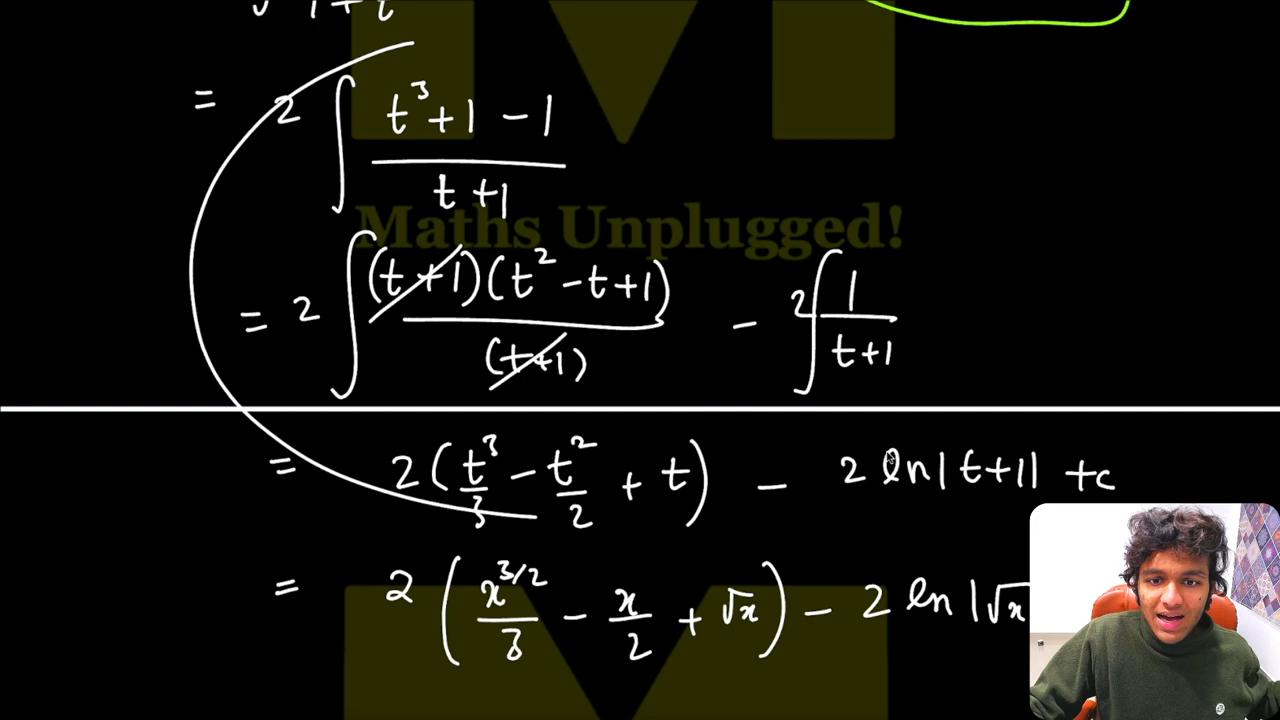 √ 1 + t
= 2 ∫ (t³ + 1 - 1)/(t + 1)
Maths Unplugged!
= 2 ∫ (t+1)(t² - t + 1)/(t+1) - 2 ∫ 1/(t+1)
= 2(t³/3 - t²/2 + t) - 2 ln|t+1| + c
= 2(x^{3/2}/3 - x/2 + √x) - 2 ln|√x